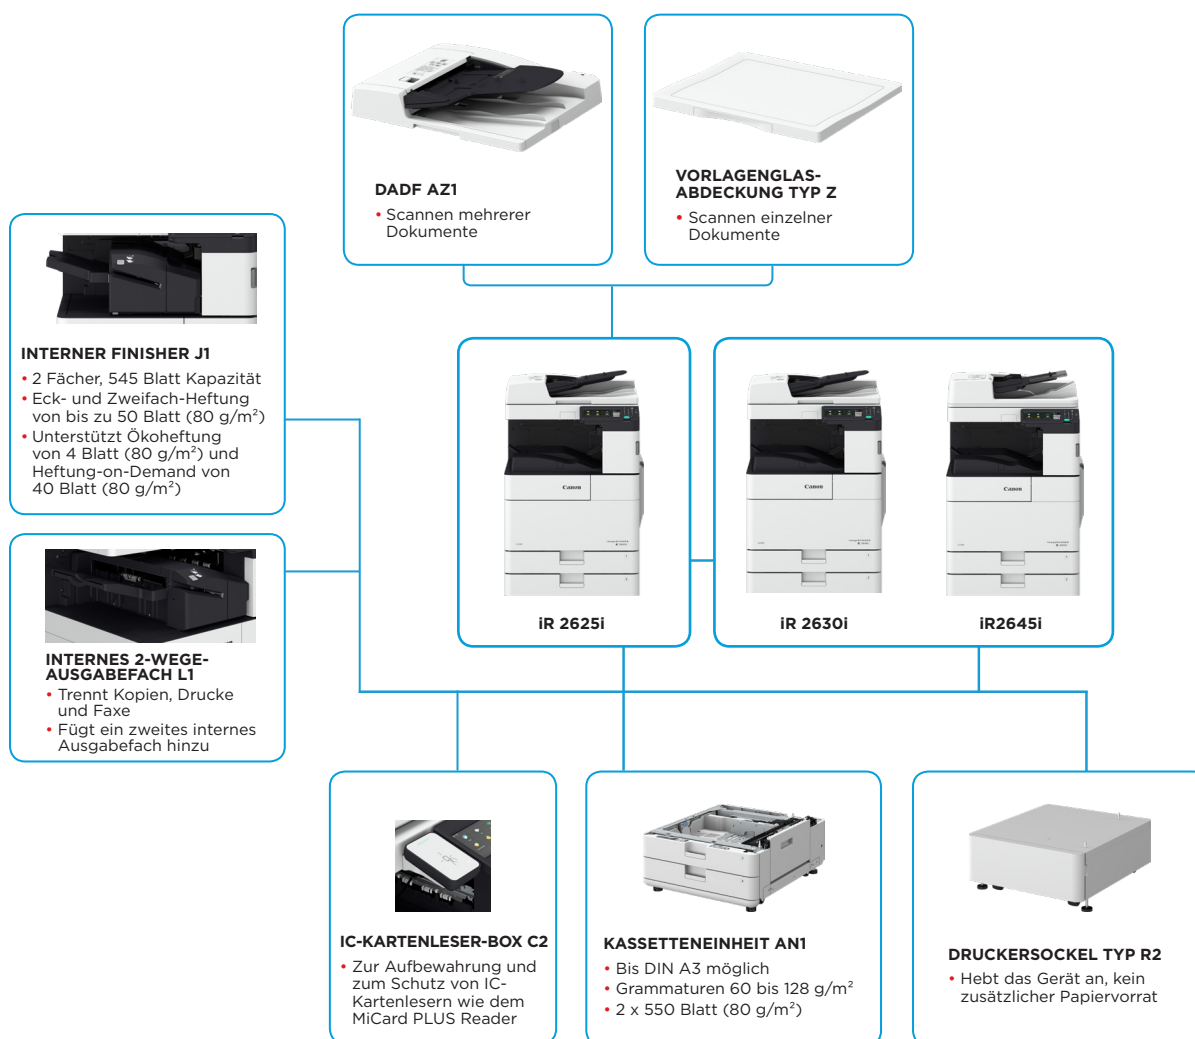 DADF AZ1
• Scannen mehrerer
Dokumente
VORLAGENGLAS-
ABDECKUNG TYP Z
• Scannen einzelner
Dokumente
INTERNER FINISHER J1
• 2 Fächer, 545 Blatt Kapazität
• Eck- und Zweifach-Heftung
von bis zu 50 Blatt (80 g/m²)
• Unterstützt Ökoheftung
von 4 Blatt (80 g/m²) und
Heftung-on-Demand von
40 Blatt (80 g/m²)
INTERNES 2-WEGE-
AUSGABEFACH L1
• Trennt Kopien, Drucke
und Faxe
• Fügt ein zweites internes
Ausgabefach hinzu
Canon
Canon
Canon
iR 2625i
iR 2630i
iR2645i
IC-KARTENLESER-BOX C2
• Zur Aufbewahrung und
zum Schutz von IC-
Kartenlesern wie dem
MiCard PLUS Reader
KASSETTENEINHEIT AN1
• Bis DIN A3 möglich
• Grammaturen 60 bis 128 g/m²
• 2 x 550 Blatt (80 g/m²)
DRUCKERSOCKEL TYP R2
• Hebt das Gerät an, kein
zusätzlicher Papiervorrat